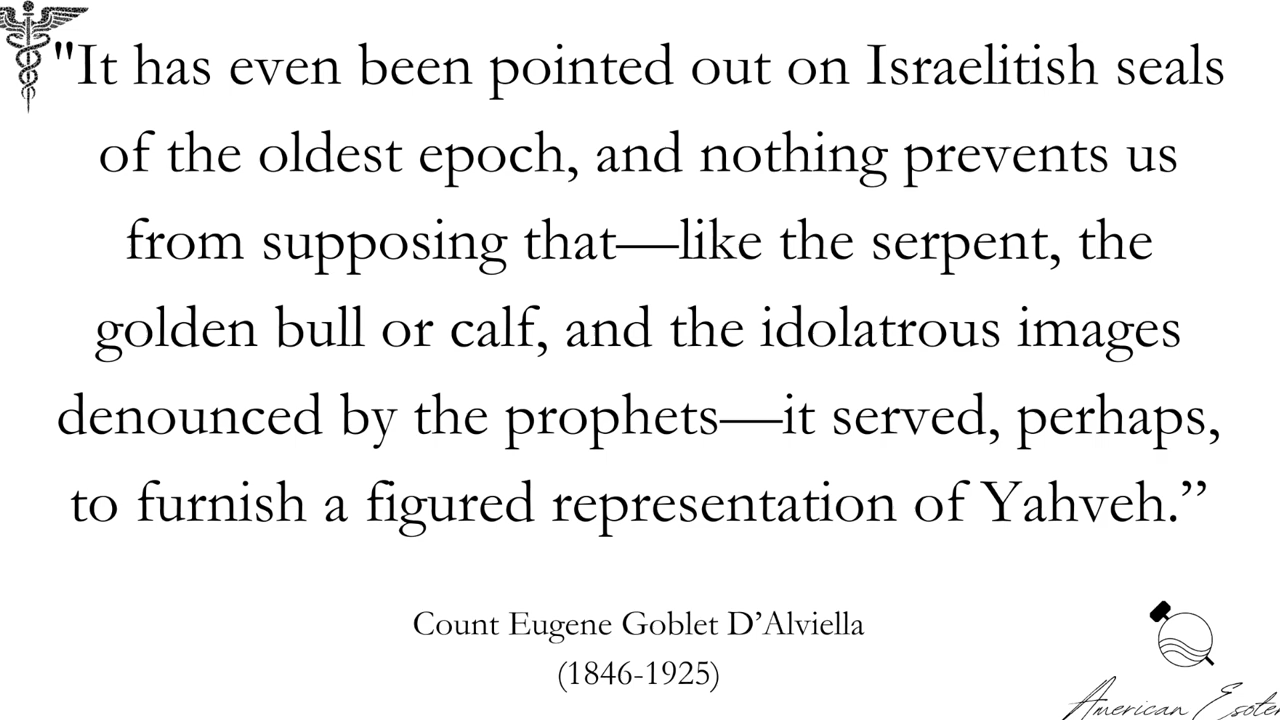 "It has even been pointed out on Israelitish seals
of the oldest epoch, and nothing prevents us
from supposing that—like the serpent, the
golden bull or calf, and the idolatrous images
denounced by the prophets—it served, perhaps,
to furnish a figured representation of Yahveh.”
Count Eugene Goblet D’Alviella
(1846-1925)
American Esoter